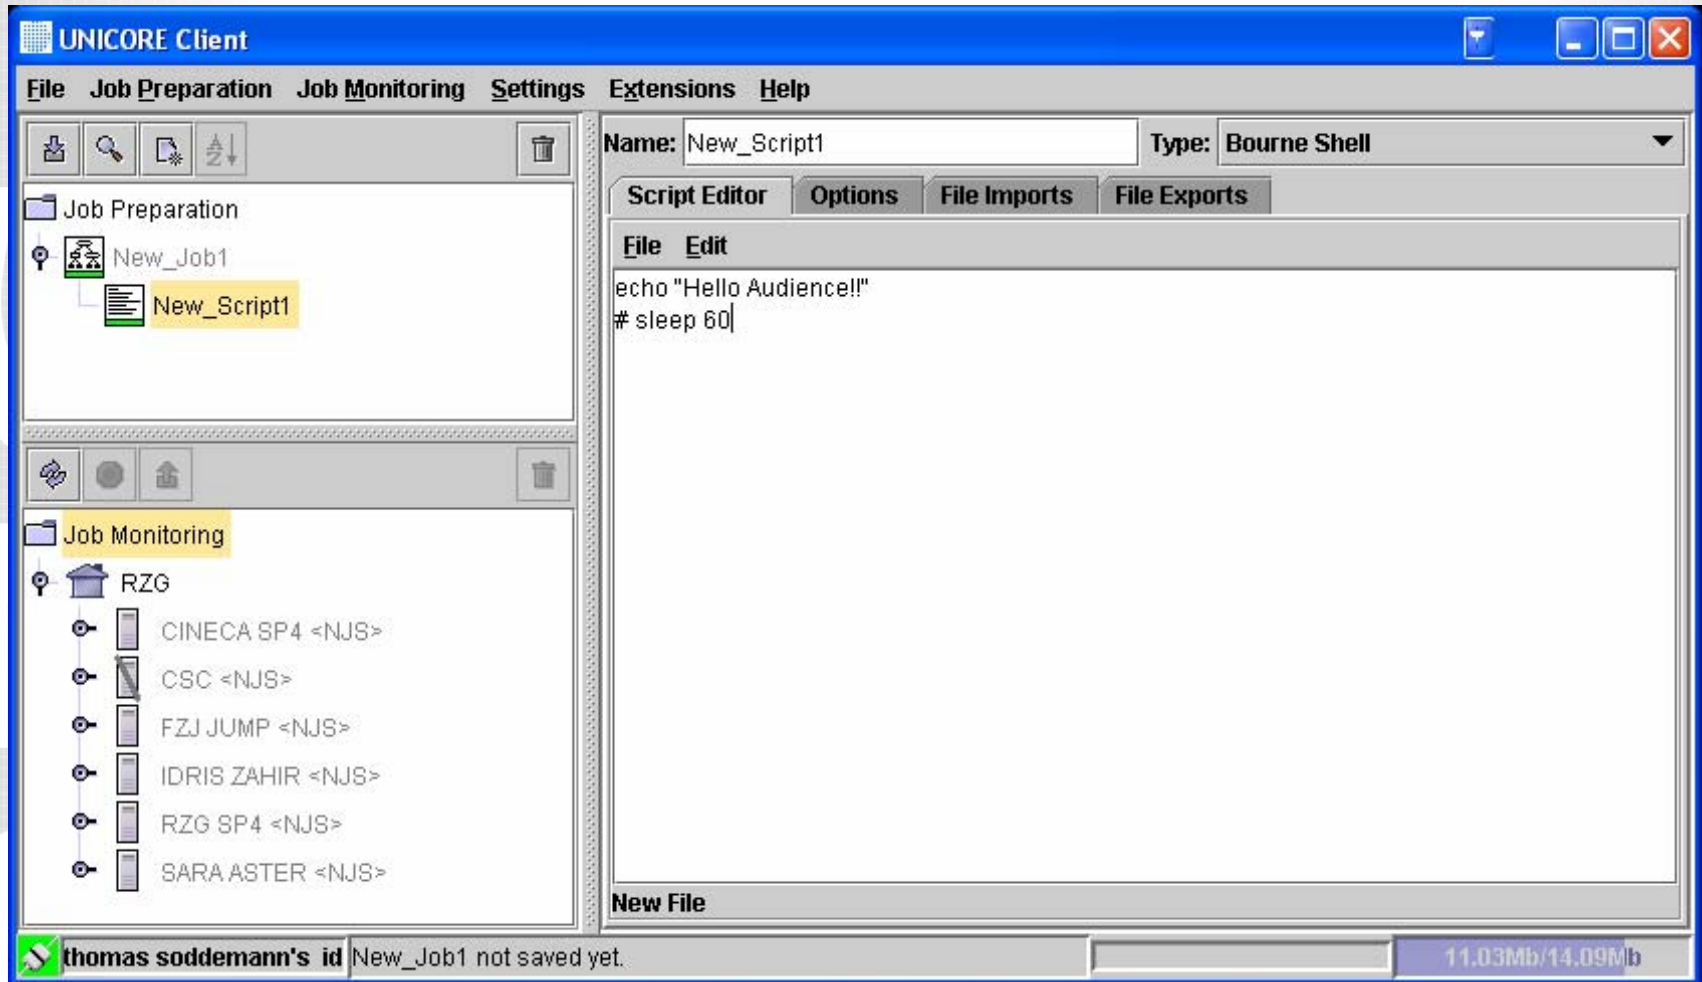 UNICORE Client
File Job Preparation Job Monitoring Settings Extensions Help
Name: New_Script1 Type: Bourne Shell
Script Editor Options File Imports File Exports
File Edit
echo "Hello Audience!!"
# sleep 60
New File
Job Preparation
New_Job1
New_Script1
Job Monitoring
RZG
CINECA SP4 <NJS>
CSC <NJS>
FZJ JUMP <NJS>
IDRIS ZAHIR <NJS>
RZG SP4 <NJS>
SARA ASTER <NJS>
thomas soddemann's id New_Job1 not saved yet. 11.03Mb/14.09Mb